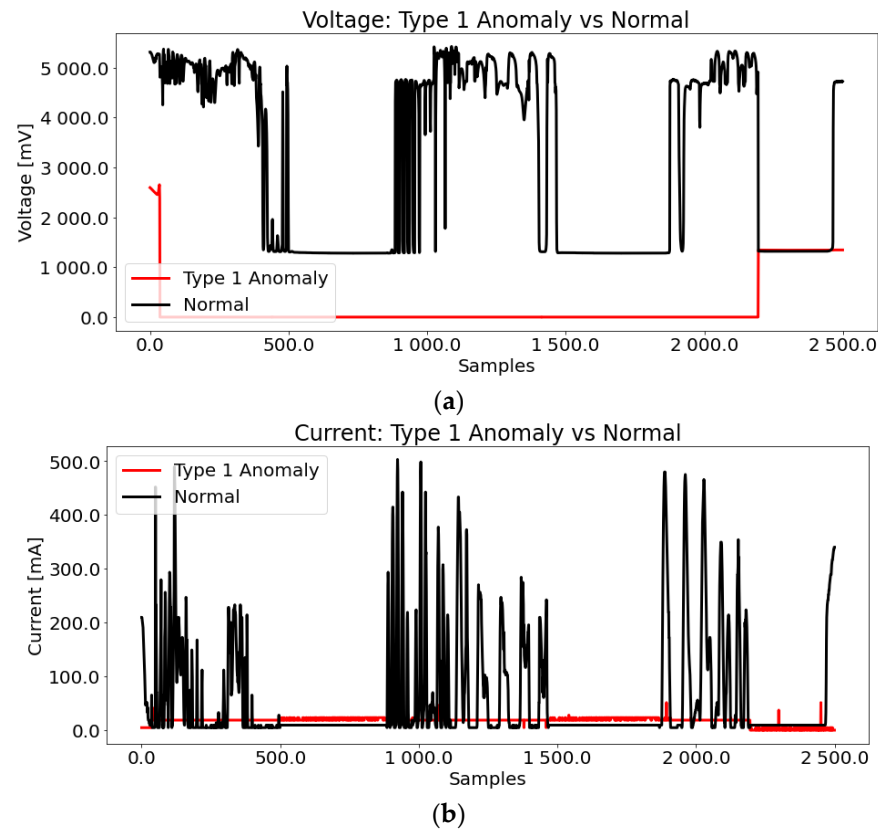 Voltage: Type 1 Anomaly vs Normal
5 000.0
4 000.0
3 000.0
2 000.0
1 000.0
0.0
Voltage [mV]
Type 1 Anomaly
Normal
0.0 500.0 1 000.0 1 500.0 2 000.0 2 500.0
Samples
(a)
Current: Type 1 Anomaly vs Normal
500.0
400.0
300.0
200.0
100.0
0.0
Current [mA]
Type 1 Anomaly
Normal
0.0 500.0 1 000.0 1 500.0 2 000.0 2 500.0
Samples
(b)